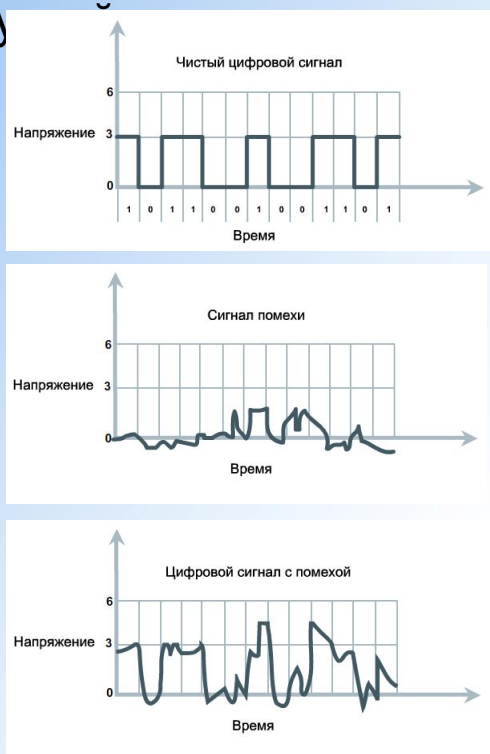 Чистый цифровой сигнал
6
Напряжение 3
0
1 0 1 1 0 0 1 0 0 1 1 0 1
Время
Сигнал помехи
6
Напряжение 3
0
Время
Цифровой сигнал с помехой
6
Напряжение 3
0
Время